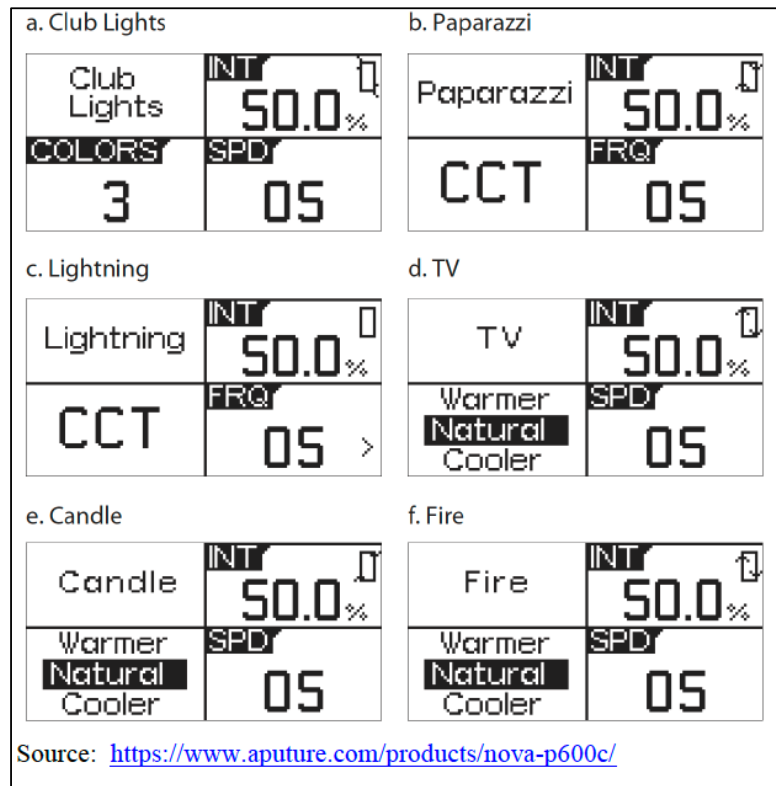 a. Club Lights
Club
Lights
INT
50.0%
COLORS
3
SPD
05
b. Paparazzi
Paparazzi
INT
50.0%
CCT
FRQ
05
c. Lightning
Lightning
INT
50.0%
CCT
FRQ
05 >
d. TV
TV
INT
50.0%
Warmer
Natural
Cooler
SPD
05
e. Candle
Candle
INT
50.0%
Warmer
Natural
Cooler
SPD
05
f. Fire
Fire
INT
50.0%
Warmer
Natural
Cooler
SPD
05
Source: https://www.aputure.com/products/nova-p600c/